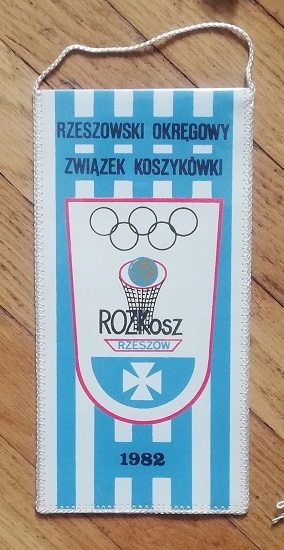 RZESZOWSKI OKRĘGOWY
ZWIĄZEK KOSZYKÓWKI
ROZKosz
RZESZÓW
1982